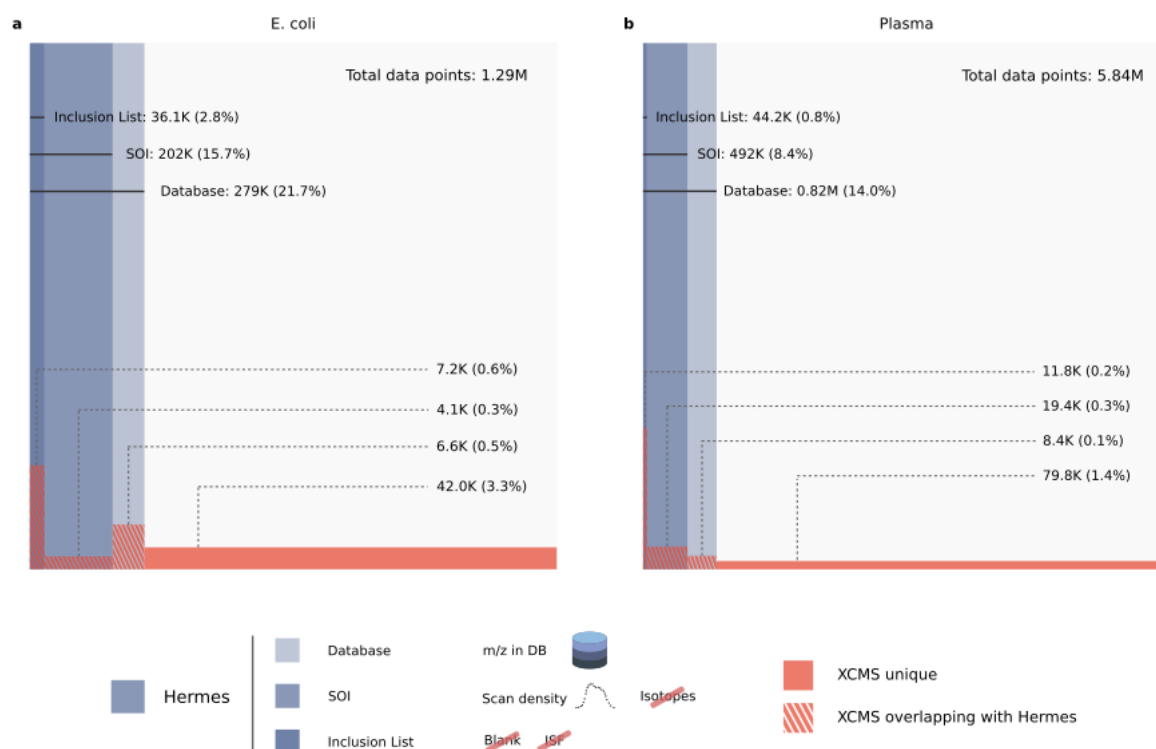 a
E. coli
Total data points: 1.29M
Inclusion List: 36.1K (2.8%)
SOI: 202K (15.7%)
Database: 279K (21.7%)
7.2K (0.6%)
4.1K (0.3%)
6.6K (0.5%)
42.0K (3.3%)
b
Plasma
Total data points: 5.84M
Inclusion List: 44.2K (0.8%)
SOI: 492K (8.4%)
Database: 0.82M (14.0%)
11.8K (0.2%)
19.4K (0.3%)
8.4K (0.1%)
79.8K (1.4%)
Hermes
Database
m/z in DB
SOI
Scan density
Isotopes
Inclusion List
Blank
ISF
XCMS unique
XCMS overlapping with Hermes